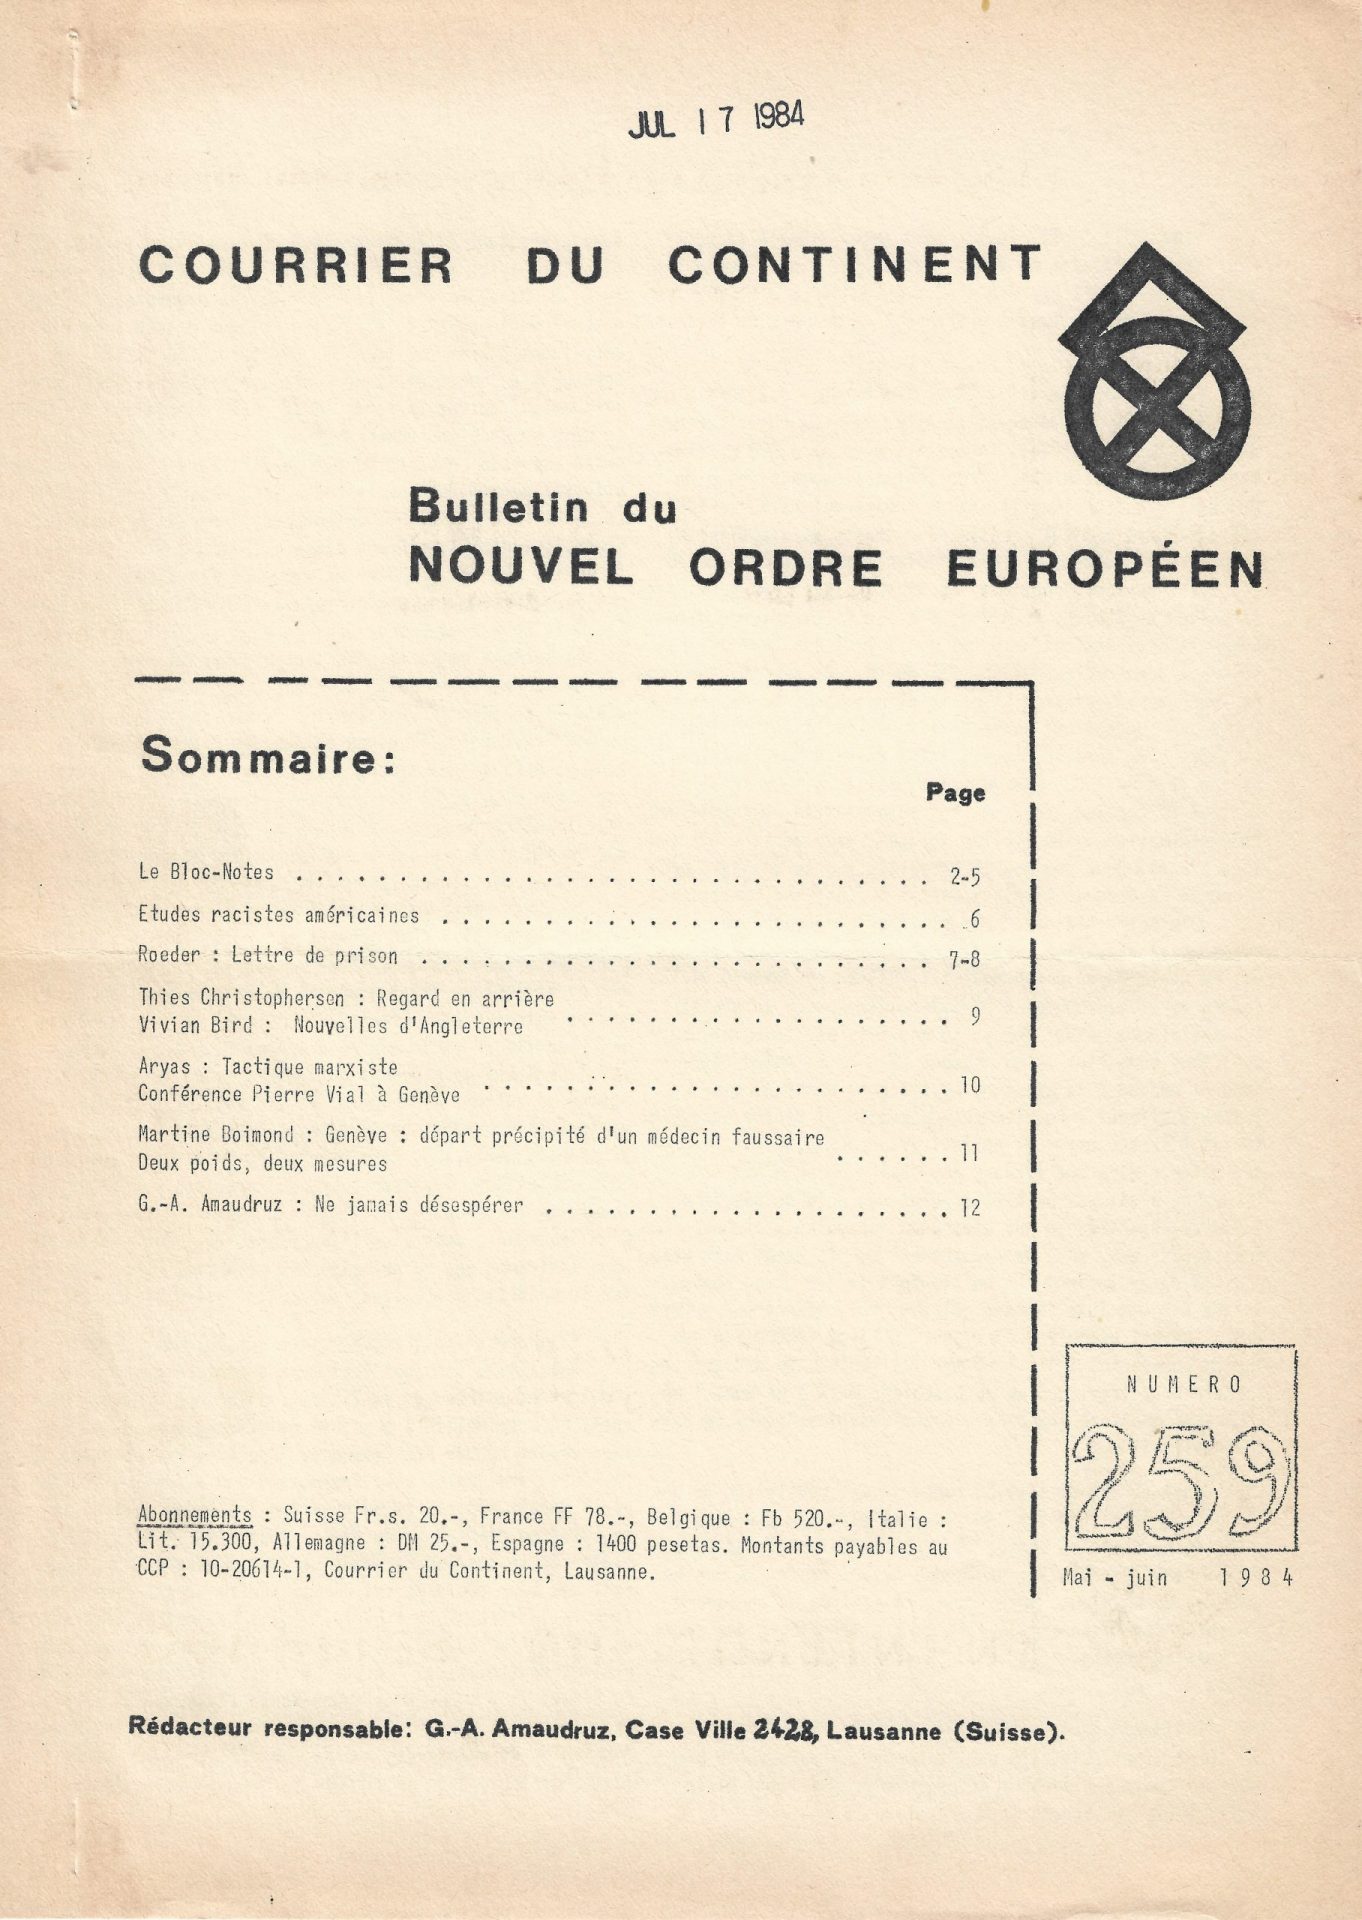 JUL 17 1984
COURRIER DU CONTINENT
Bulletin du
NOUVEL ORDRE EUROPÉEN
Sommaire:
Page
Le Bloc-Notes . . . . . . . . . . . . . . . . . . . . . . . . . . . . . . . 2-5
Etudes racistes américaines . . . . . . . . . . . . . . . . . . . . . . . . . 6
Roeder : Lettre de prison . . . . . . . . . . . . . . . . . . . . . . . . . 7-8
Thies Christophersen : Regard en arrière
Vivian Bird : Nouvelles d'Angleterre . . . . . . . . . . . . . . . . . . . 9
Aryas : Tactique marxiste
Conférence Pierre Vial à Genève . . . . . . . . . . . . . . . . . . . . . . . 10
Martine Boimond : Genève : départ précipité d'un médecin faussaire
Deux poids, deux mesures . . . . . . 11
G.-A. Amaudruz : Ne jamais désespérer . . . . . . . . . . . . . . . . . . . . 12
NUMERO
259
Mai - juin 1984
Abonnements : Suisse Fr.s. 20.-, France FF 78.-, Belgique : Fb 520.-, Italie :
Lit. 15.300, Allemagne : DM 25.-, Espagne : 1400 pesetas. Montants payables au
CCP : 10-20614-1, Courrier du Continent, Lausanne.
Rédacteur responsable: G.-A. Amaudruz, Case Ville 2428, Lausanne (Suisse).